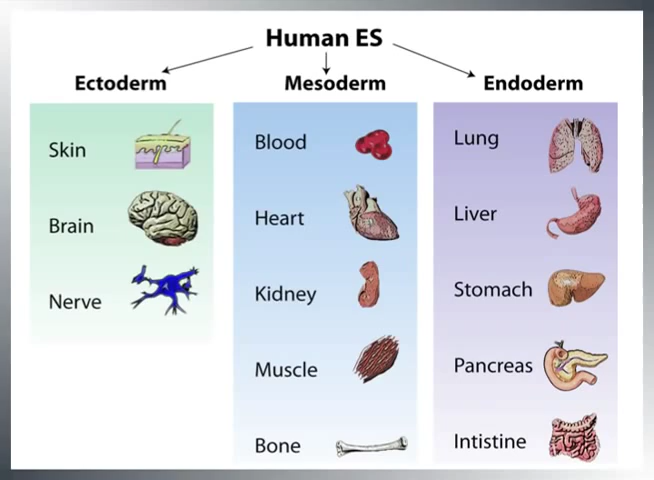 Human ES
Ectoderm
Mesoderm
Endoderm
Skin
Brain
Nerve
Blood
Heart
Kidney
Muscle
Bone
Lung
Liver
Stomach
Pancreas
Intistine